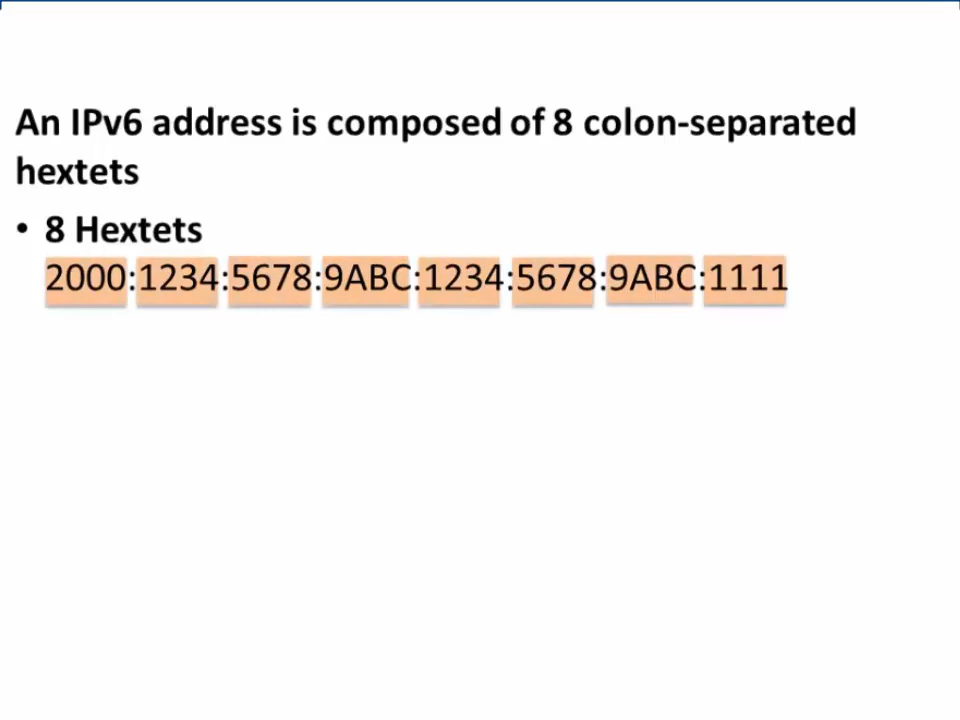 An IPv6 address is composed of 8 colon-separated
hextets
• 8 Hextets
2000:1234:5678:9ABC:1234:5678:9ABC:1111